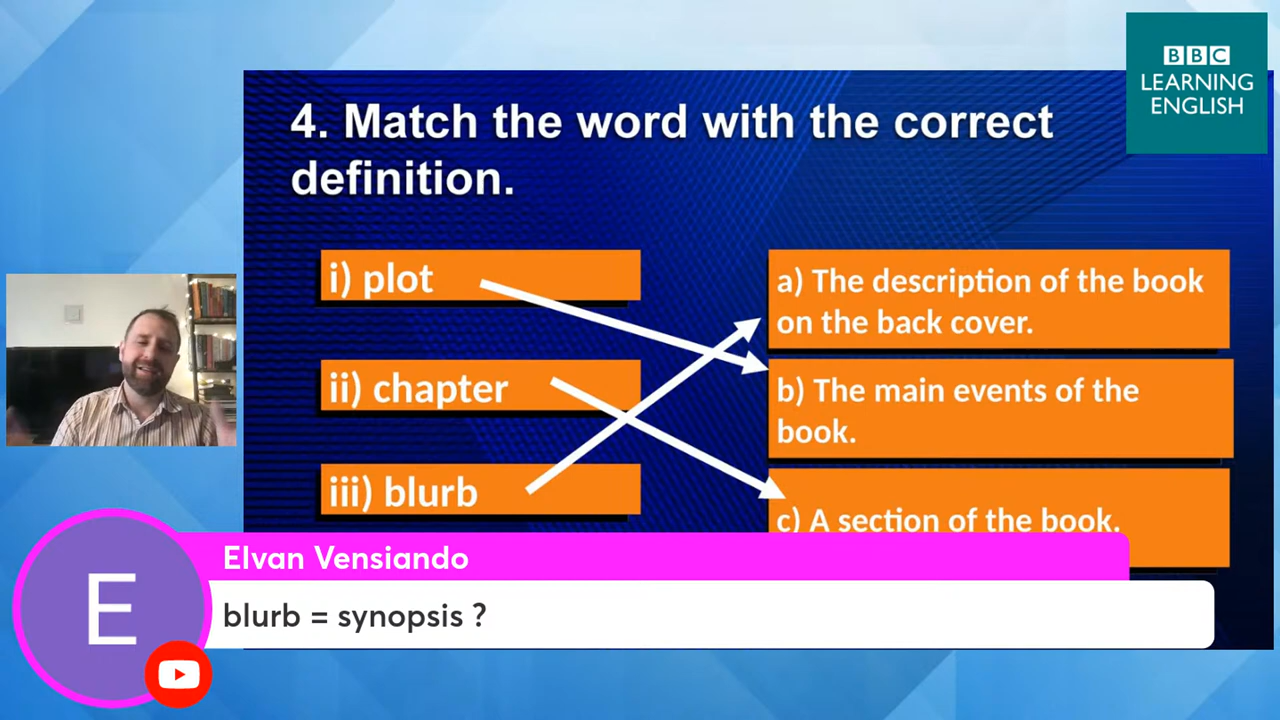 BBC
LEARNING
ENGLISH
4. Match the word with the correct
definition.
i) plot
ii) chapter
iii) blurb
a) The description of the book
on the back cover.
b) The main events of the
book.
c) A section of the book.
E
Elvan Vensiando
blurb = synopsis ?